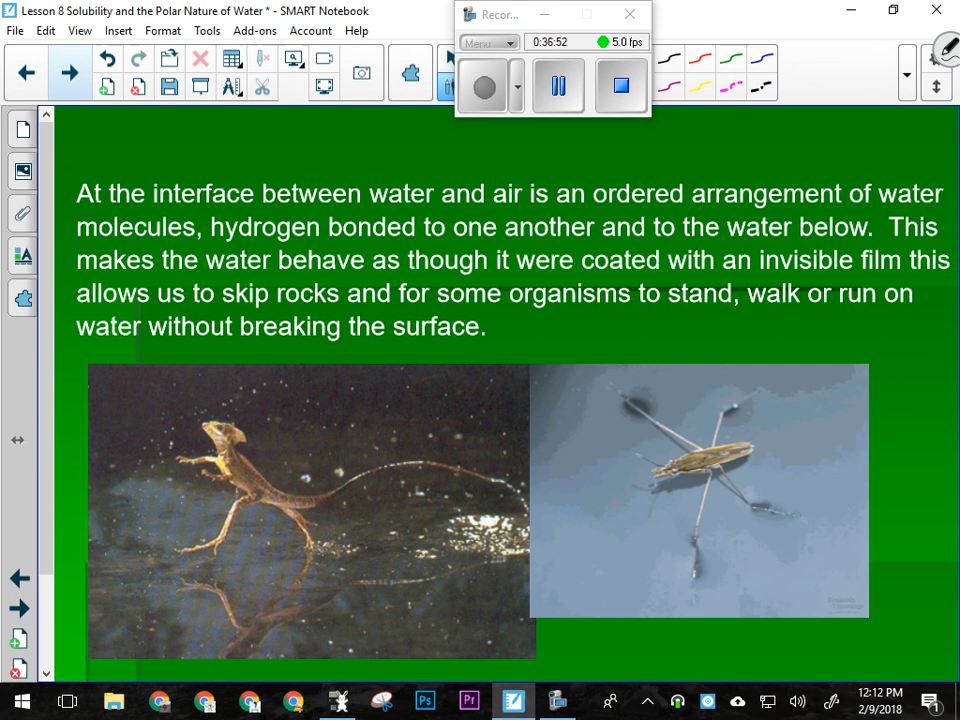 Lesson 8 Solubility and the Polar Nature of Water * - SMART Notebook
Recor...
File Edit View Insert Format Tools Add-ons Account Help
Menu
0:36:52
5.0 fps
At the interface between water and air is an ordered arrangement of water
molecules, hydrogen bonded to one another and to the water below. This
makes the water behave as though it were coated with an invisible film this
allows us to skip rocks and for some organisms to stand, walk or run on
water without breaking the surface.
Ps
Pr
12:12 PM
2/9/2018
1